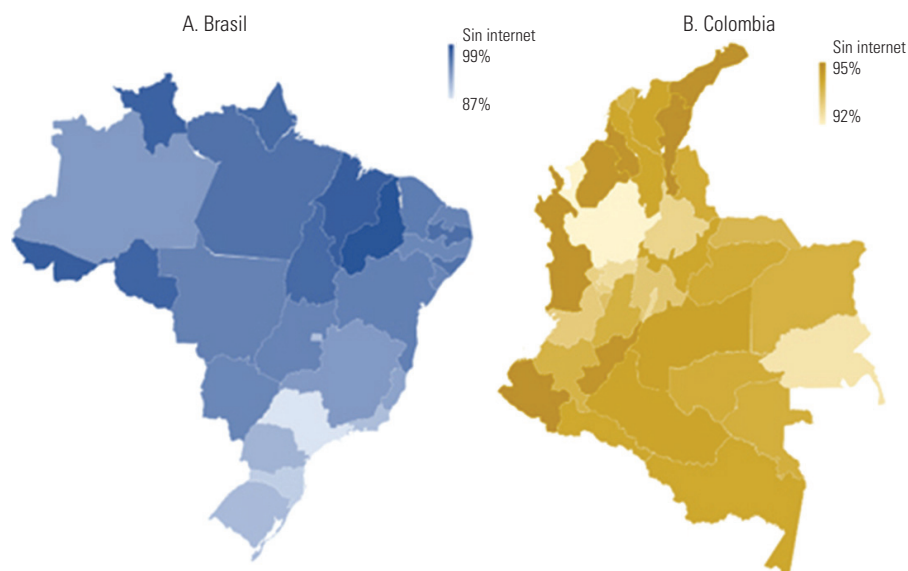 A. Brasil
Sin internet
99%
87%
B. Colombia
Sin internet
95%
92%